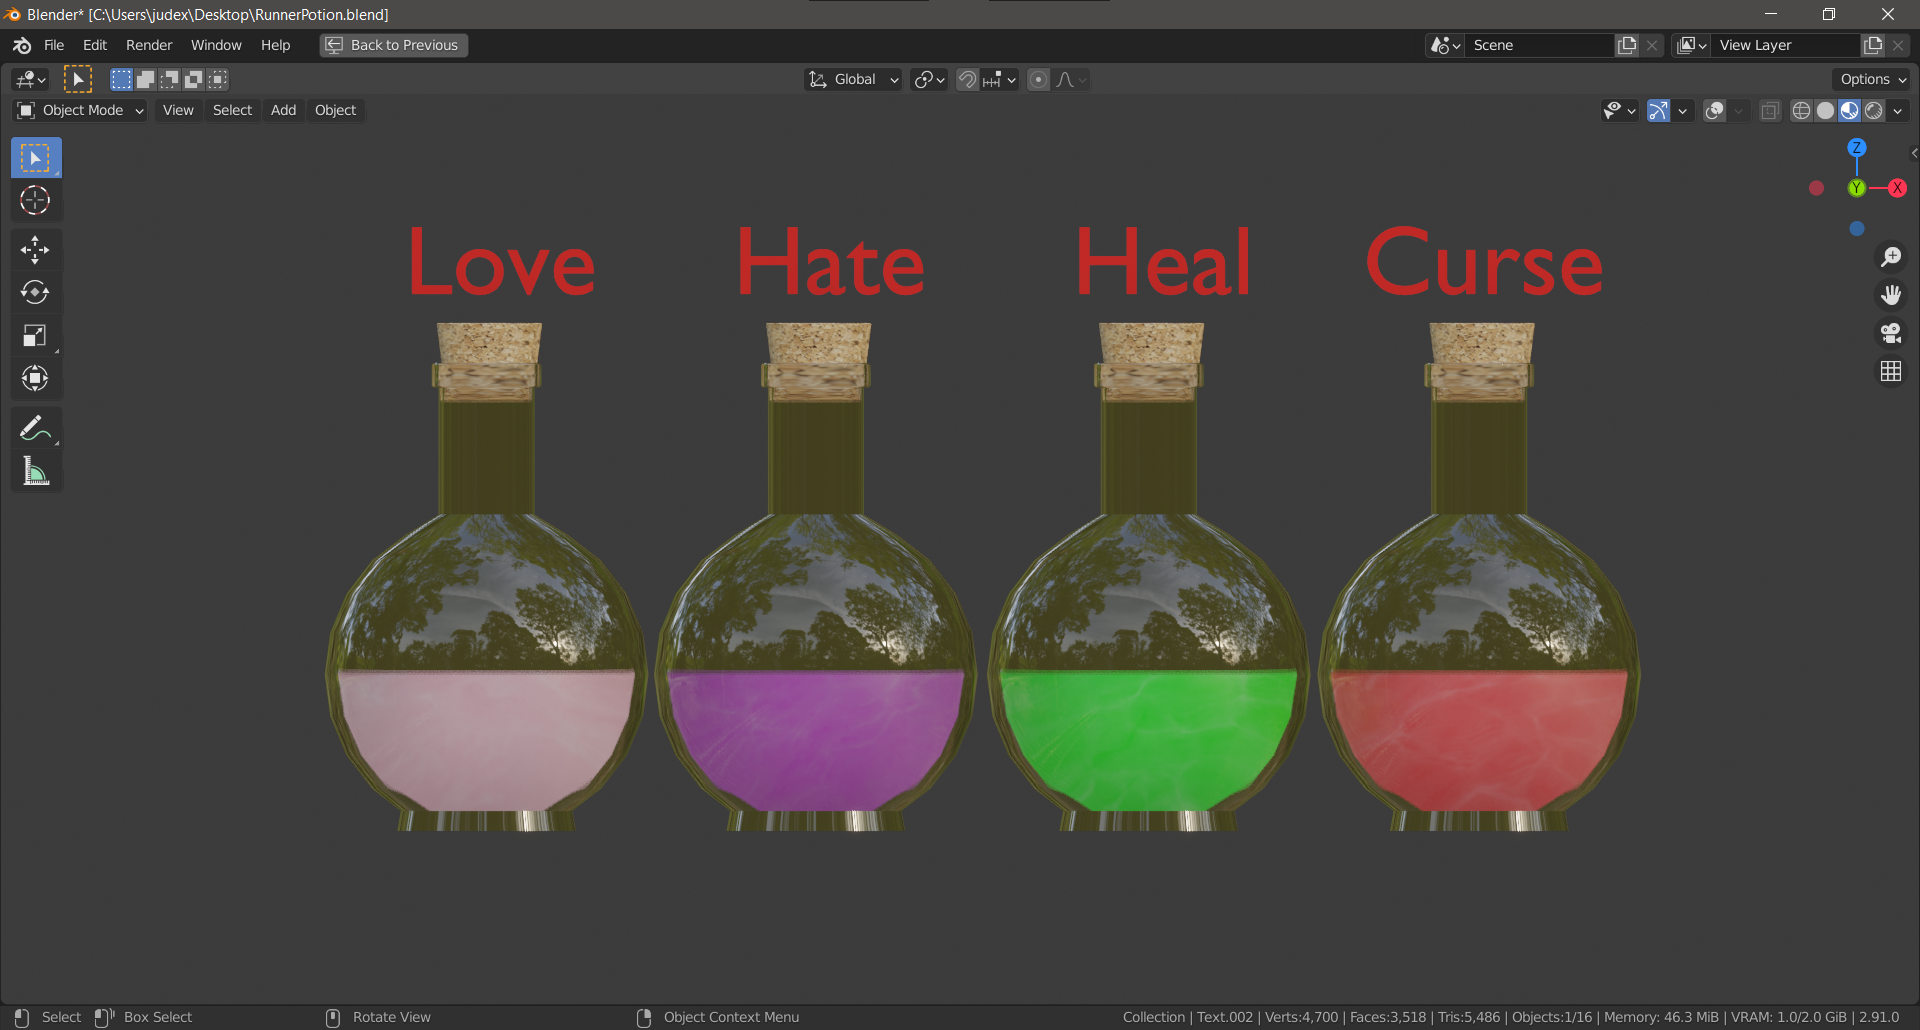 Blender* [C:\Users\judex\Desktop\RunnerPotion.blend]
File Edit Render Window Help Back to Previous Scene View Layer
Global Options
Object Mode View Select Add Object
Z
Y X
Love Hate Heal Curse
Select Box Select Rotate View Object Context Menu Collection | Text.002 | Verts:4,700 | Faces:3,518 | Tris:5,486 | Objects:1/16 | Memory: 46.3 MiB | VRAM: 1.0/2.0 GiB | 2.91.0